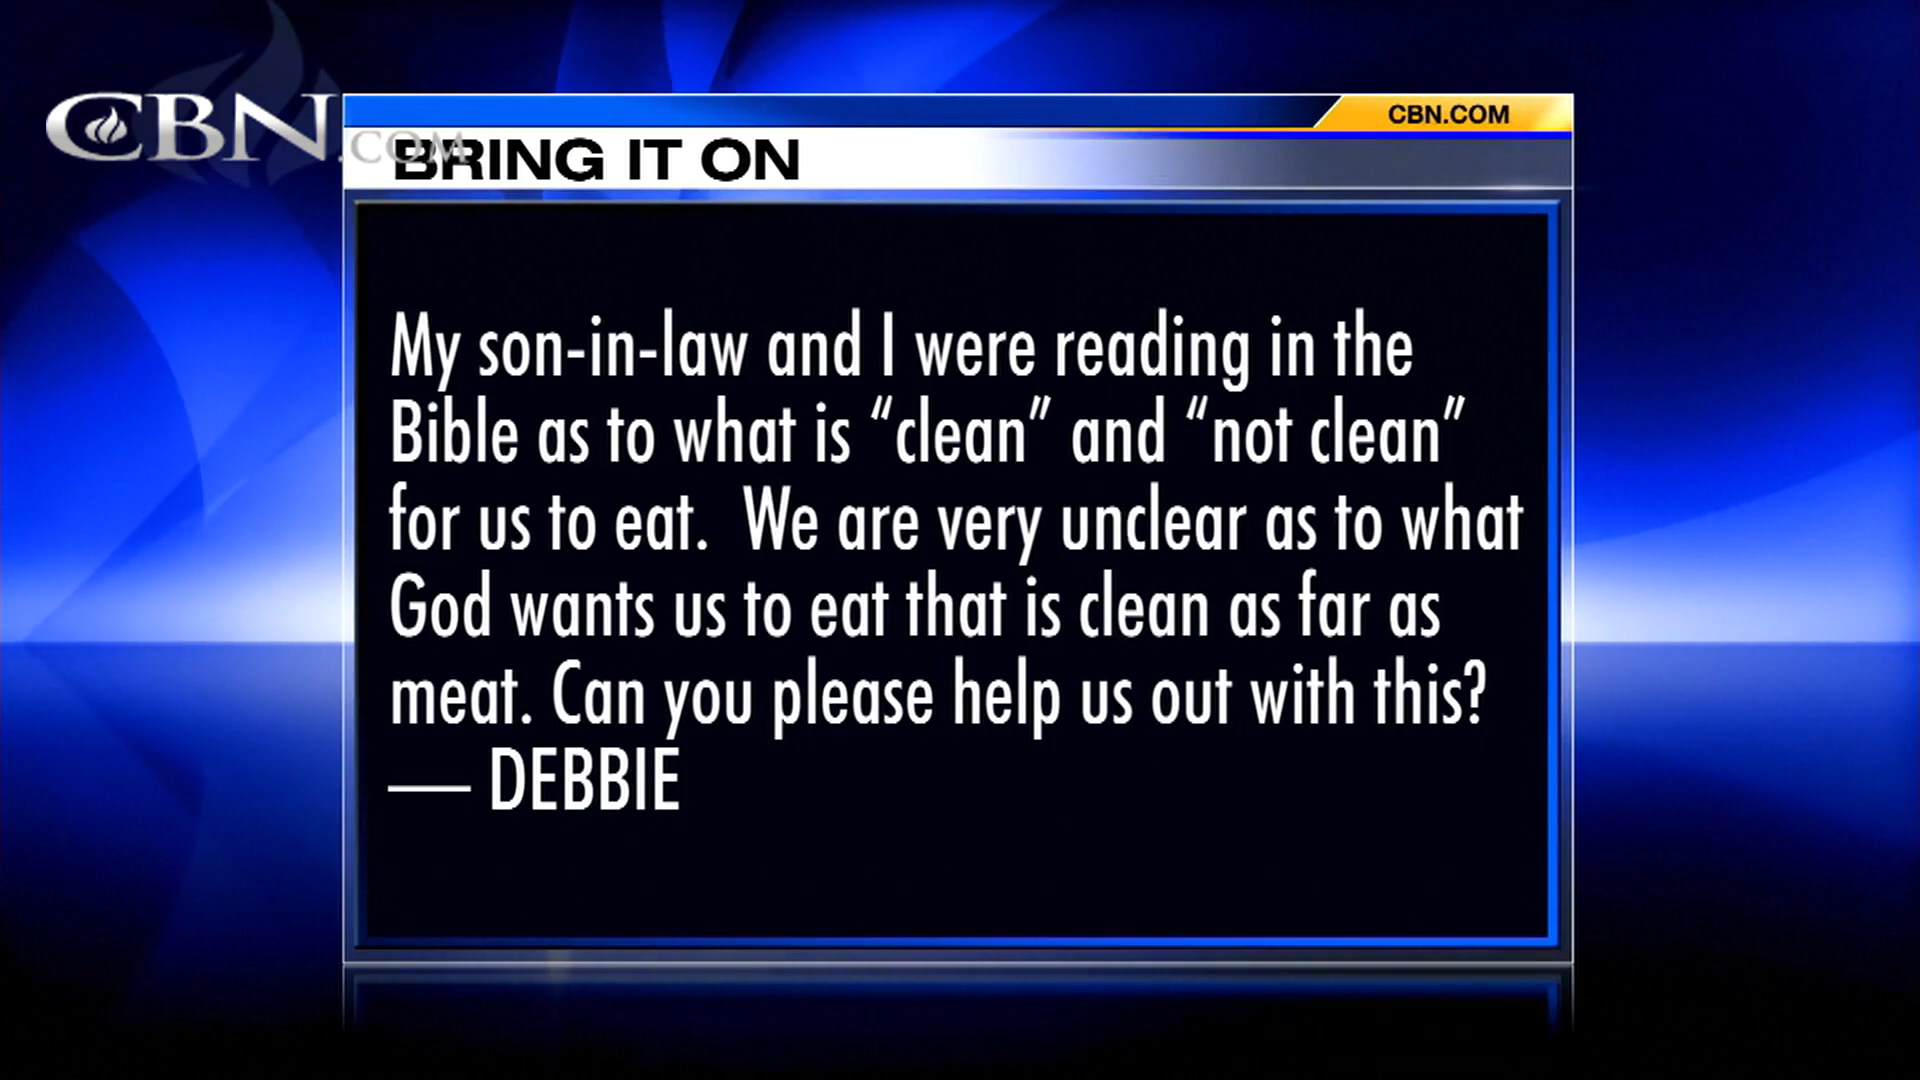 CBN.COM
CBN.com
BRING IT ON
My son-in-law and I were reading in the
Bible as to what is “clean” and “not clean”
for us to eat.  We are very unclear as to what
God wants us to eat that is clean as far as
meat. Can you please help us out with this?
— DEBBIE